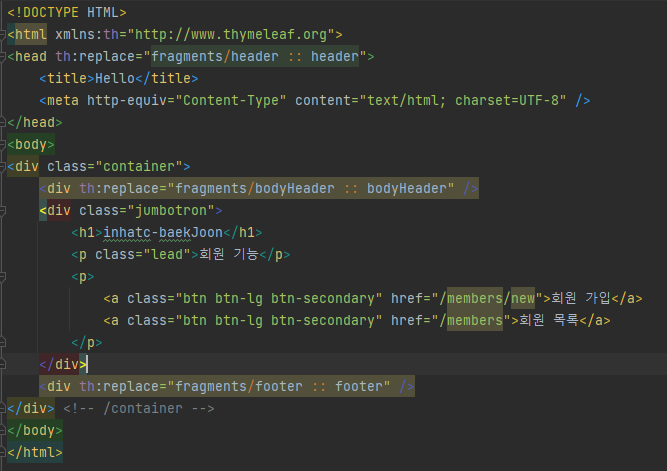 <!DOCTYPE HTML>
<html xmlns:th="http://www.thymeleaf.org">
<head th:replace="fragments/header :: header">
    <title>Hello</title>
    <meta http-equiv="Content-Type" content="text/html; charset=UTF-8" />
</head>
<body>
<div class="container">
    <div th:replace="fragments/bodyHeader :: bodyHeader" />
    <div class="jumbotron">
        <h1>inhatc-baekJoon</h1>
        <p class="lead">회원 기능</p>
        <p>
            <a class="btn btn-lg btn-secondary" href="/members/new">회원 가입</a>
            <a class="btn btn-lg btn-secondary" href="/members">회원 목록</a>
        </p>
    </div>
    <div th:replace="fragments/footer :: footer" />
</div> <!-- /container -->
</body>
</html>